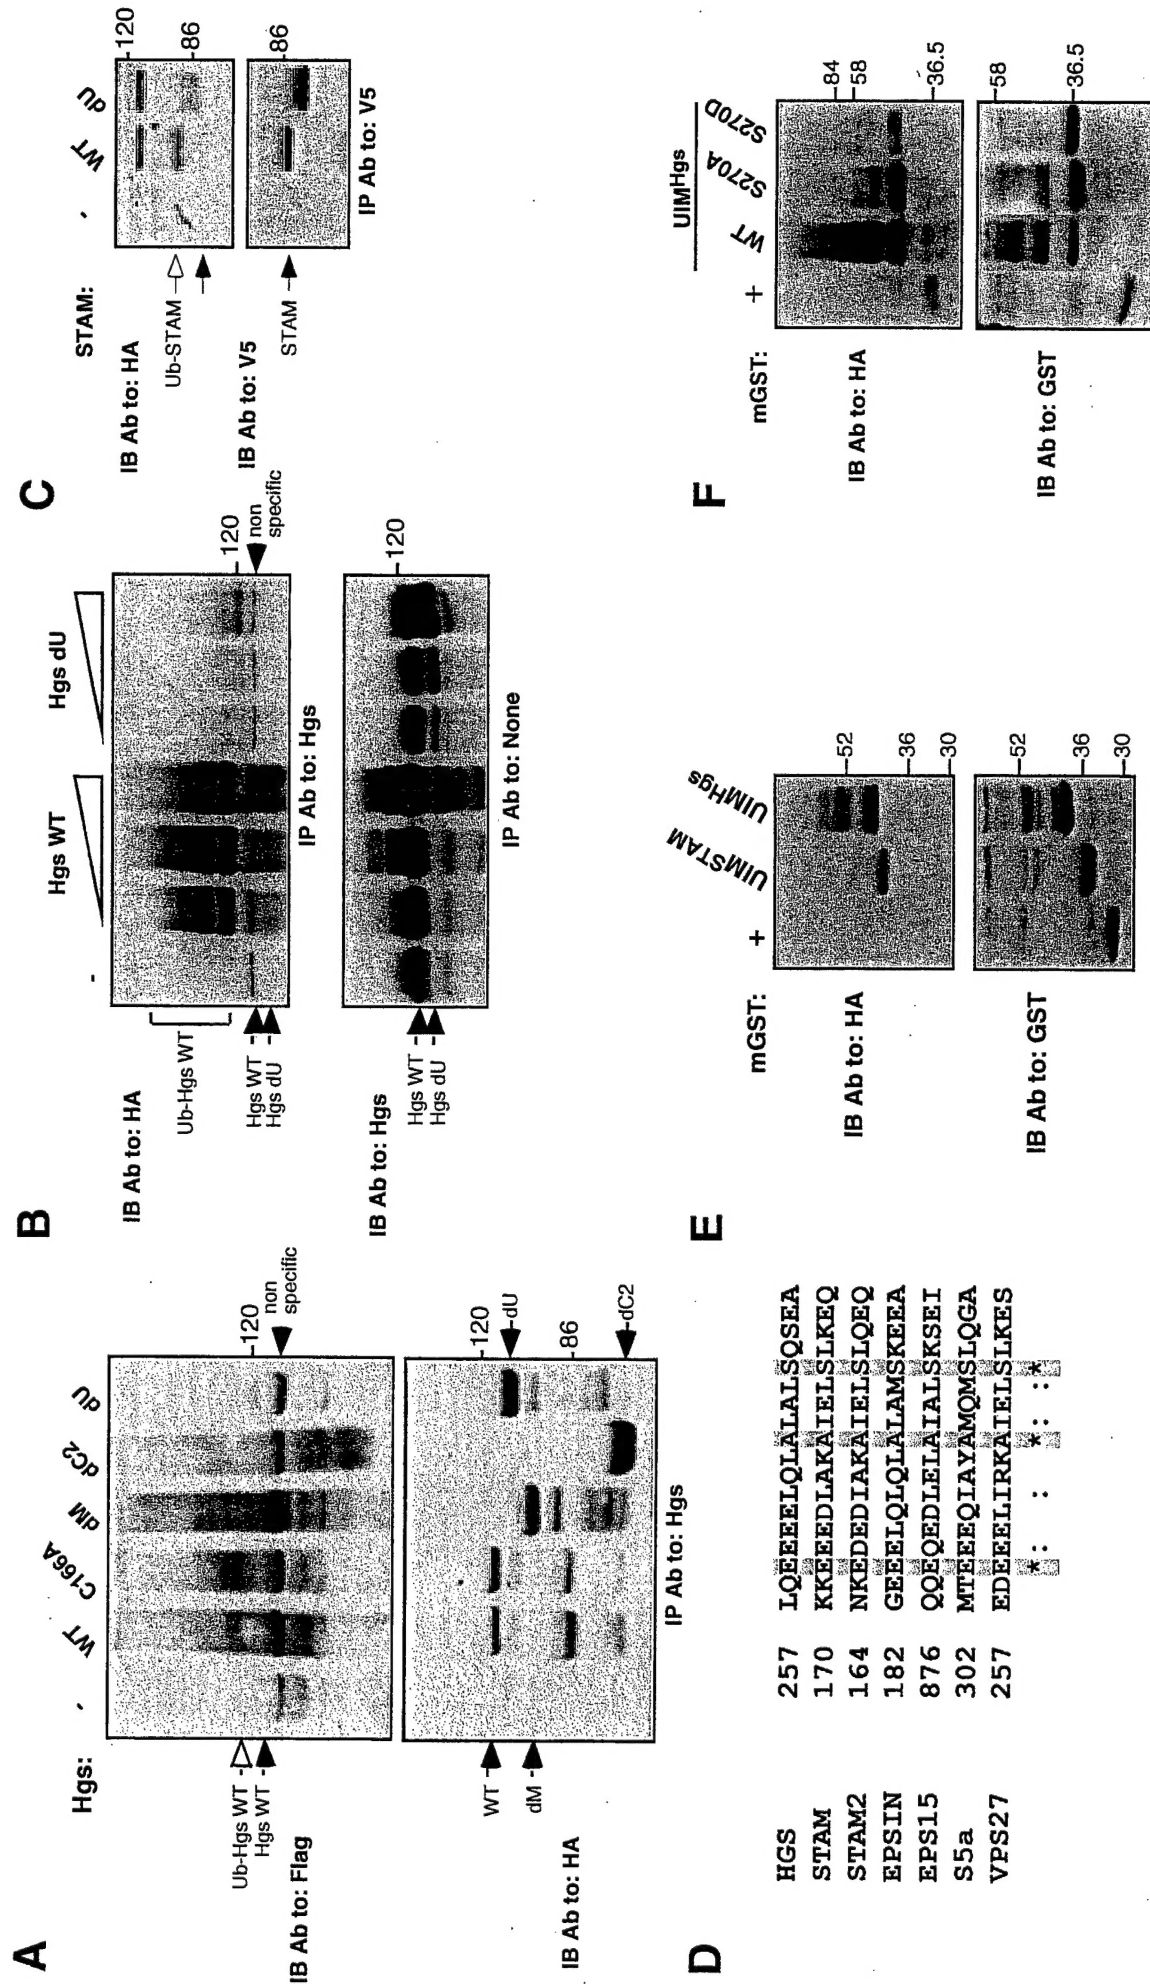 A
Hgs:
- WT C166A dM dC2 dU
Ub-Hgs WT
Hgs WT
IB Ab to: Flag
-120
non
specific
WT
dM
IB Ab to: HA
-120
dU
-86
dC2
IP Ab to: Hgs
B
- Hgs WT Hgs dU
IB Ab to: HA
Ub-Hgs WT
Hgs WT
Hgs dU
-120
non
specific
IP Ab to: Hgs
IB Ab to: Hgs
Hgs WT
Hgs dU
-120
IP Ab to: None
C
STAM:
- WT dU
IB Ab to: HA
Ub-STAM
-120
-86
IB Ab to: V5
STAM
-86
IP Ab to: V5
D
HGS 257 LQEEEELQLALALSQSEA
STAM 170 KKEEEDLAKAIELSLKEQ
STAM2 164 NKEDEDIAKAIELSLQEQ
EPSIN 182 GEEELQLQLALAMSKEEA
EPS15 876 QQEQEDLELAIALSKSEI
S5a 302 MTEEEQIAYAMQMSLQGA
VPS27 257 EDEEELIRKAIELSLKES
*: : *: :*
E
mGST:
+ UIMSTAM UIMHgs
IB Ab to: HA
-52
-36
-30
IB Ab to: GST
-52
-36
-30
F
UIMHgs
mGST:
+ WT S270A S270D
IB Ab to: HA
-84
-58
-36.5
IB Ab to: GST
-58
-36.5